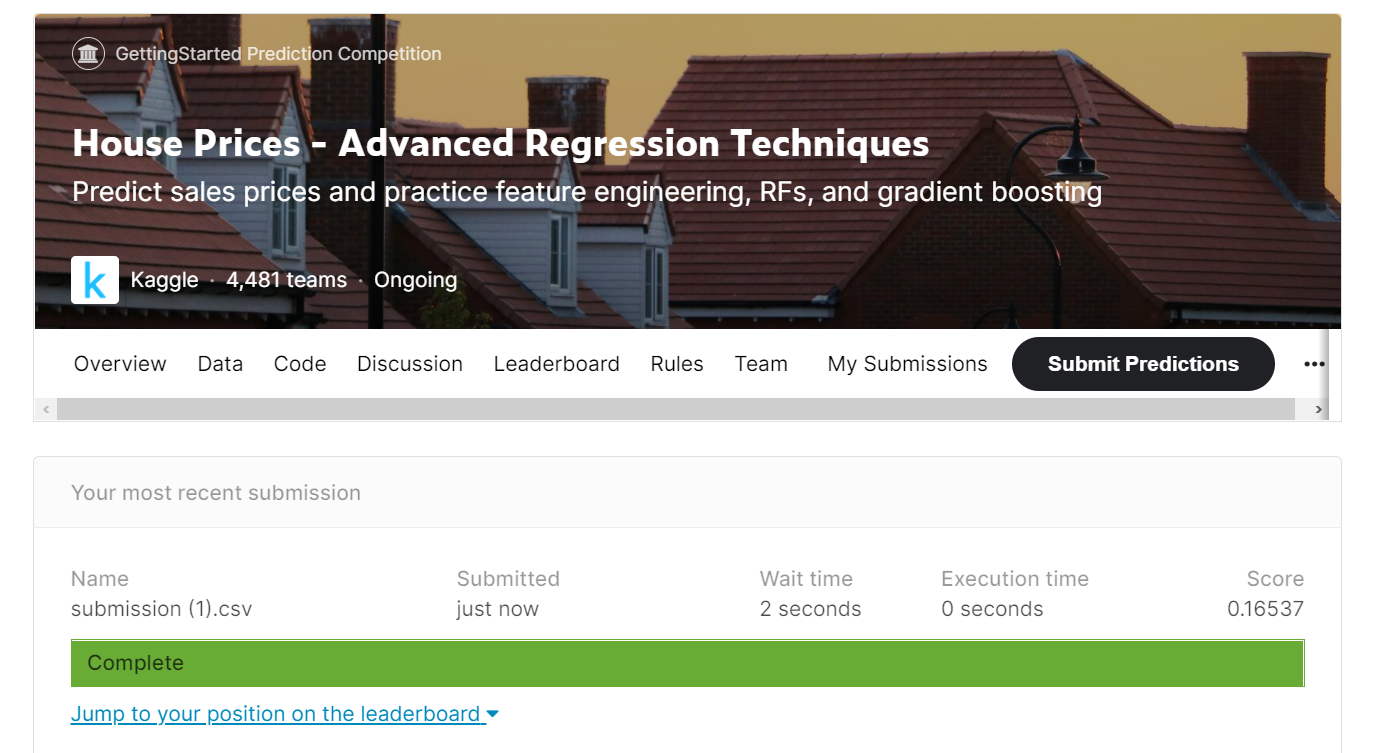 GettingStarted Prediction Competition
House Prices - Advanced Regression Techniques
Predict sales prices and practice feature engineering, RFs, and gradient boosting
k Kaggle · 4,481 teams · Ongoing
Overview Data Code Discussion Leaderboard Rules Team My Submissions Submit Predictions
Your most recent submission
Name Submitted Wait time Execution time Score
submission (1).csv just now 2 seconds 0 seconds 0.16537
Complete
Jump to your position on the leaderboard